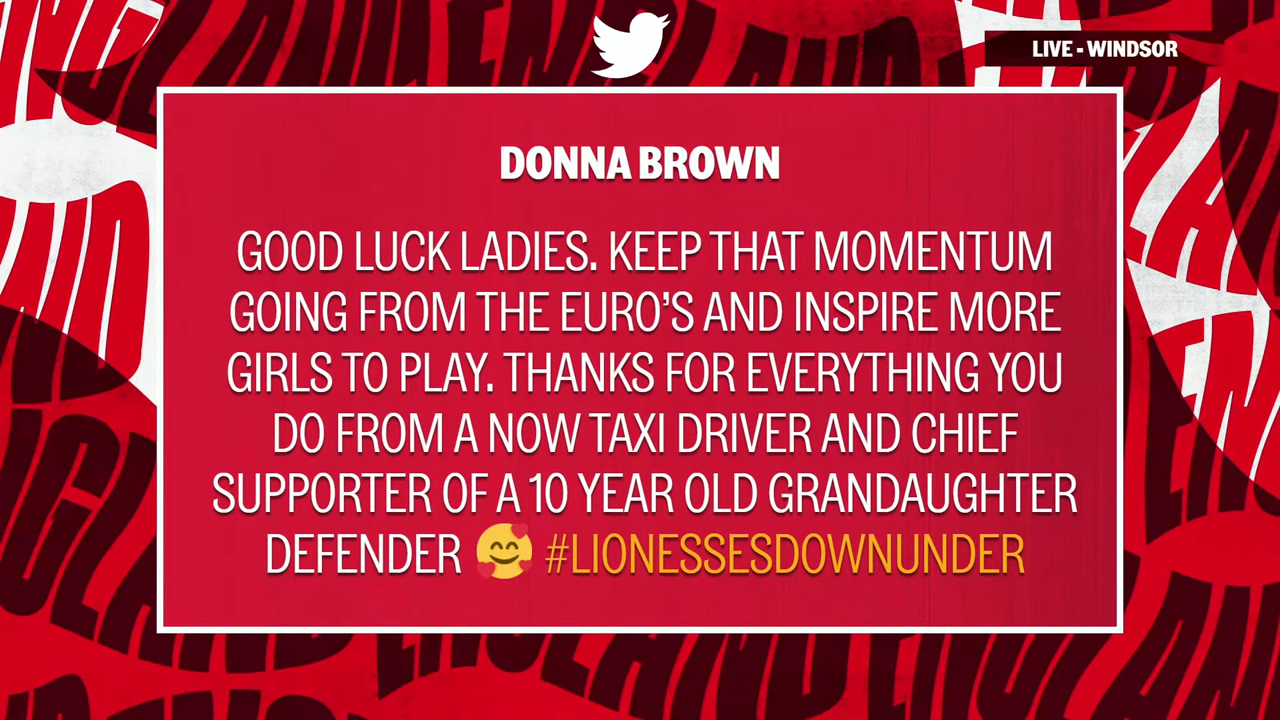 LIVE - WINDSOR
DONNA BROWN
GOOD LUCK LADIES. KEEP THAT MOMENTUM
GOING FROM THE EURO'S AND INSPIRE MORE
GIRLS TO PLAY. THANKS FOR EVERYTHING YOU
DO FROM A NOW TAXI DRIVER AND CHIEF
SUPPORTER OF A 10 YEAR OLD GRANDAUGHTER
DEFENDER 🥰 #LIONESSESDOWNUNDER